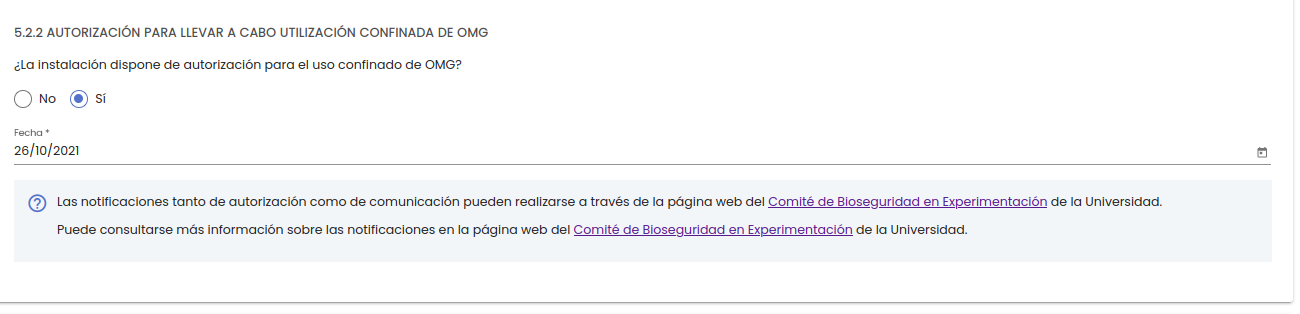 5.2.2 AUTORIZACIÓN PARA LLEVAR A CABO UTILIZACIÓN CONFINADA DE OMG
¿La instalación dispone de autorización para el uso confinado de OMG?
No Sí
Fecha *
26/10/2021
Las notificaciones tanto de autorización como de comunicación pueden realizarse a través de la página web del Comité de Bioseguridad en Experimentación de la Universidad.
Puede consultarse más información sobre las notificaciones en la página web del Comité de Bioseguridad en Experimentación de la Universidad.